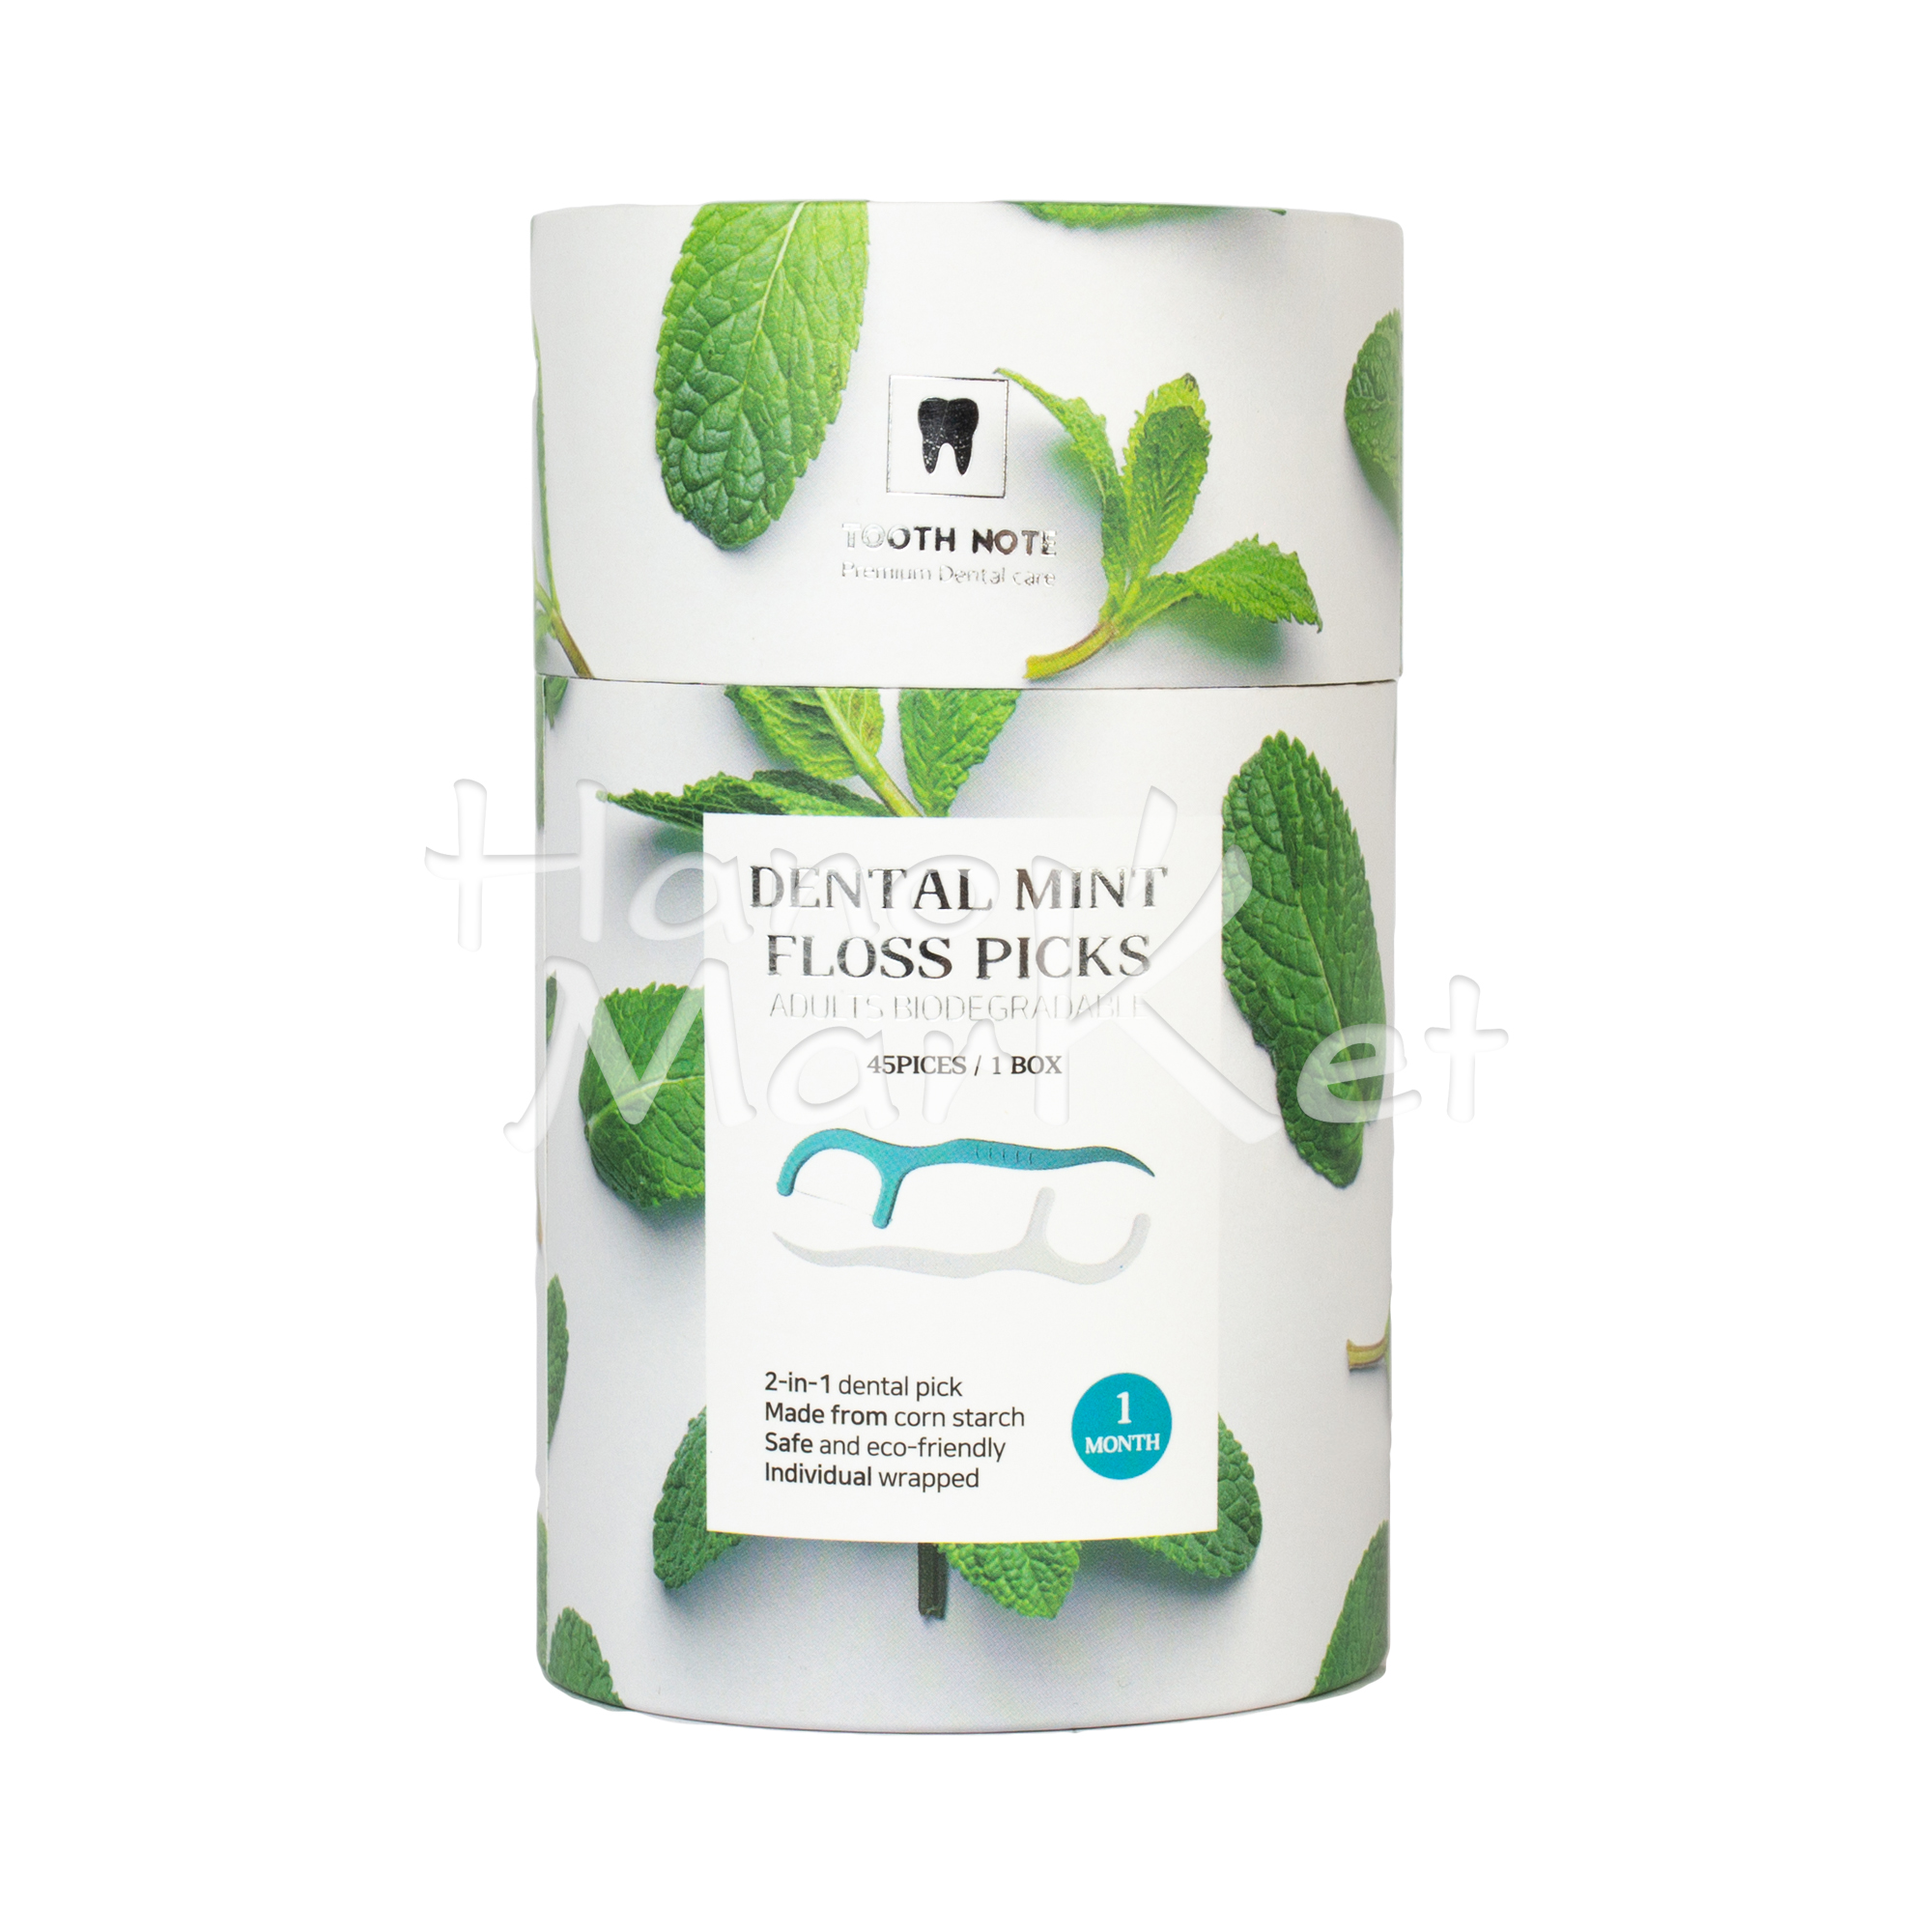 TOOTH NOTE
Premium Dental care
DENTAL MINT
FLOSS PICKS
ADULTS BIODEGRADABLE
45PICES / 1 BOX
2-in-1 dental pick
Made from corn starch
Safe and eco-friendly
Individual wrapped
1
MONTH
Hano
Market